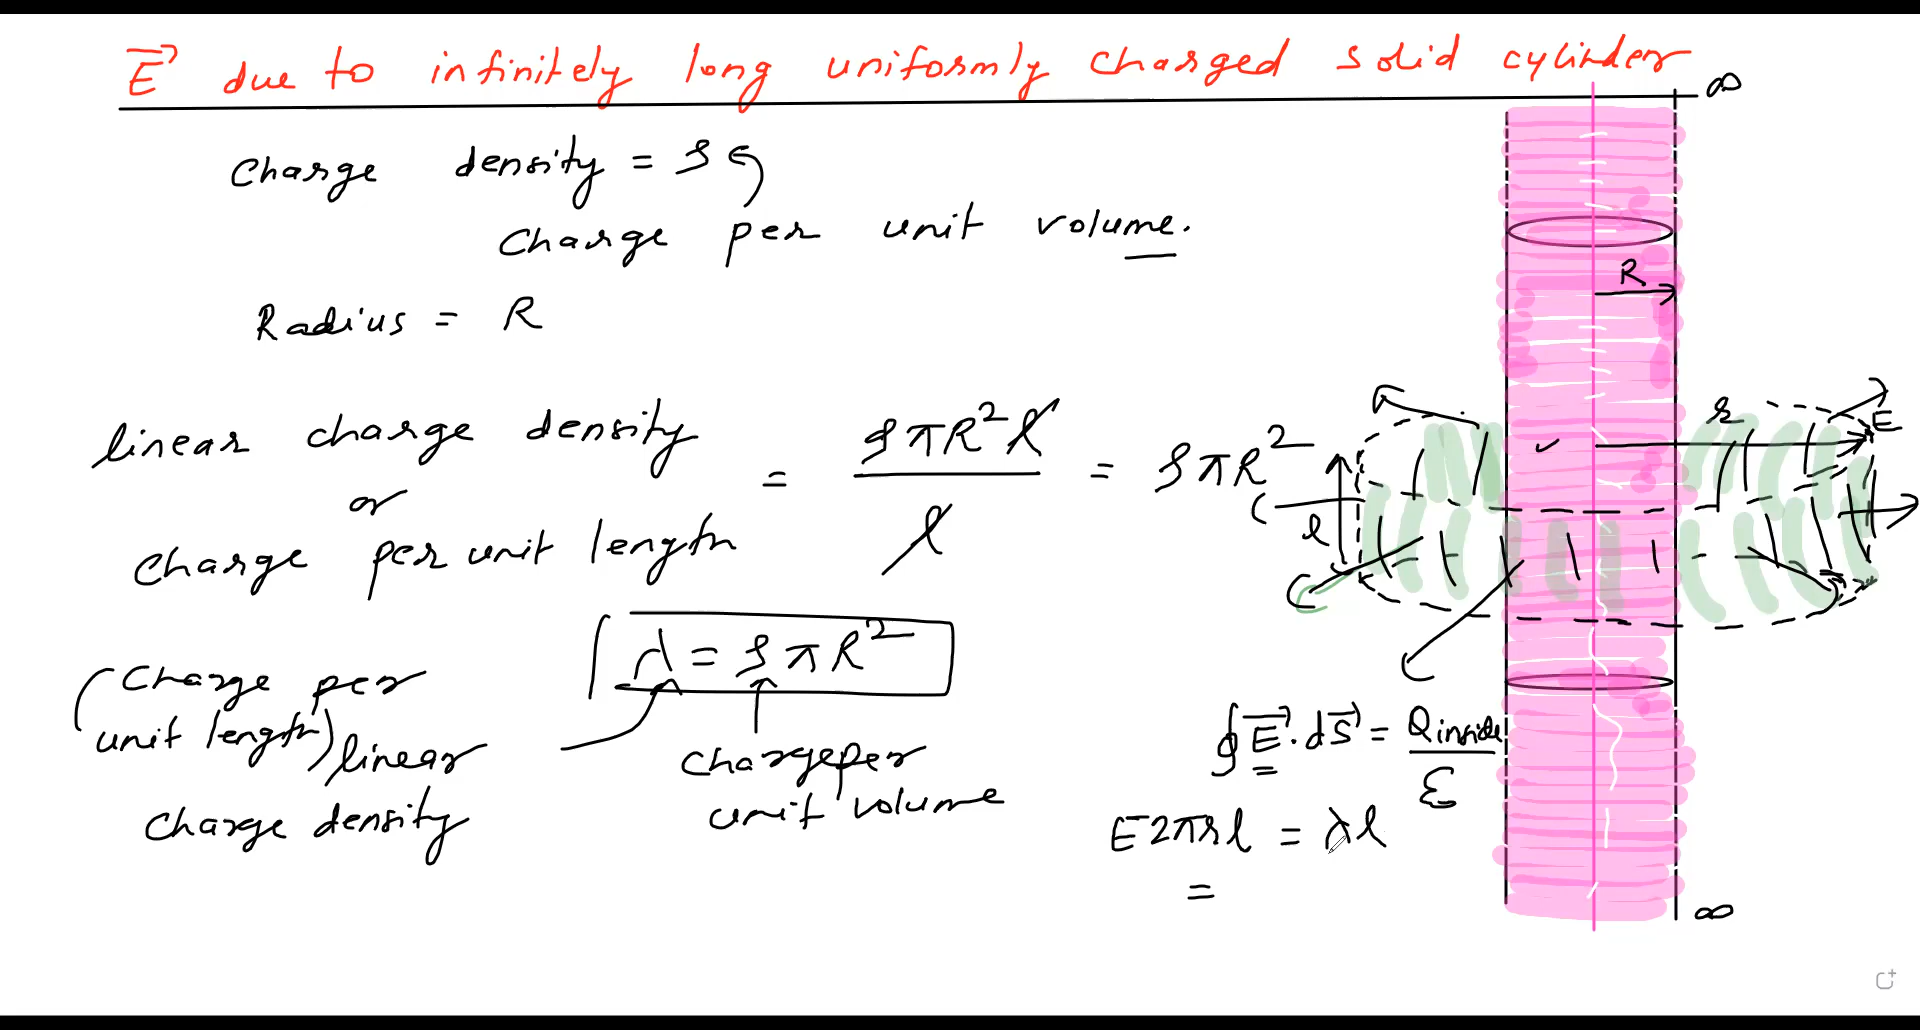 E⃗ due to infinitely long uniformly charged solid cylinder
∞
Charge density = ρ
Charge per unit volume.
R
Radius = R
linear charge density
or
Charge per unit length
= ρπR²l / l = ρπR²
r
E
l
λ = ρπR²
(Charge per unit length) linear charge density
charge per unit volume
∮E⃗.dS⃗ = Qinside / ε
E2πrl = λl
=
∞